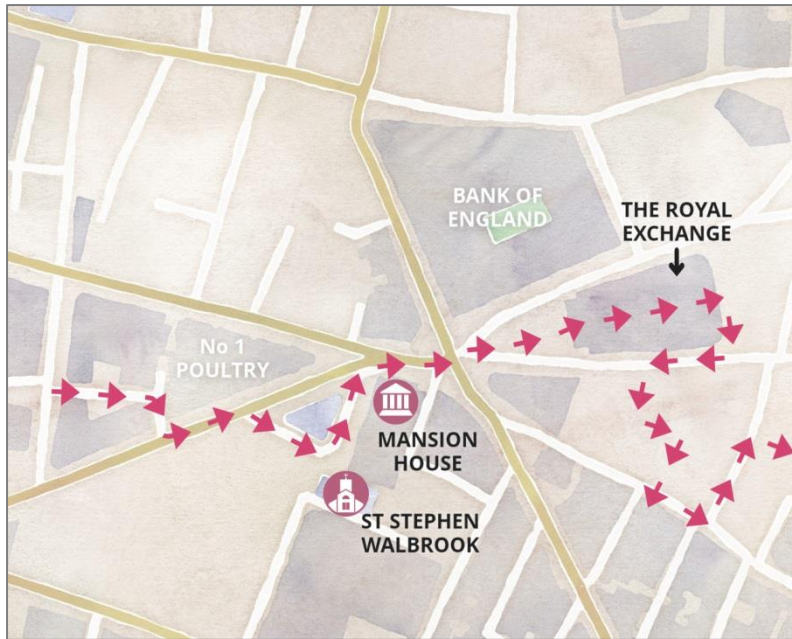 BANK OF
ENGLAND
THE ROYAL
EXCHANGE
No 1
POULTRY
MANSION
HOUSE
ST STEPHEN
WALBROOK